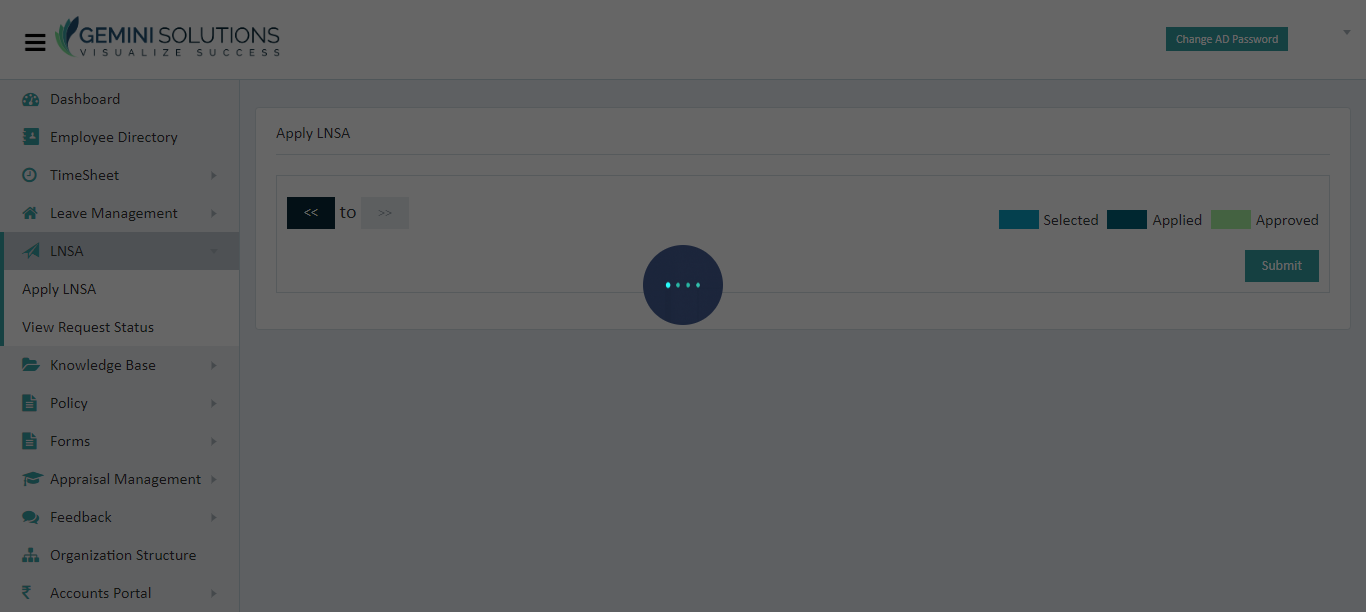 GEMINI SOLUTIONS
VISUALIZE SUCCESS
Change AD Password
Dashboard
Employee Directory
TimeSheet
Leave Management
LNSA
Apply LNSA
View Request Status
Knowledge Base
Policy
Forms
Appraisal Management
Feedback
Organization Structure
₹ Accounts Portal
Apply LNSA
<< to >>
Selected Applied Approved
Submit